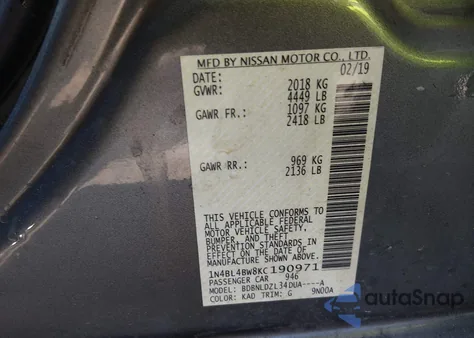 MFD BY NISSAN MOTOR CO., LTD.
DATE: 02/19
GVWR: 2018 KG
4449 LB
GAWR FR: 1097 KG
2418 LB
GAWR RR: 969 KG
2136 LB
THIS VEHICLE CONFORMS TO
ALL APPLICABLE FEDERAL
MOTOR VEHICLE SAFETY,
BUMPER, AND THEFT
PREVENTION STANDARDS IN
EFFECT ON THE DATE OF
MANUFACTURE SHOWN ABOVE.
1N4BL4BW8KC190971
PASSENGER CAR 946
MODEL: BDBNLDZL34DUA----A
COLOR: KAD TRIM: G 9N00A
autoSnap